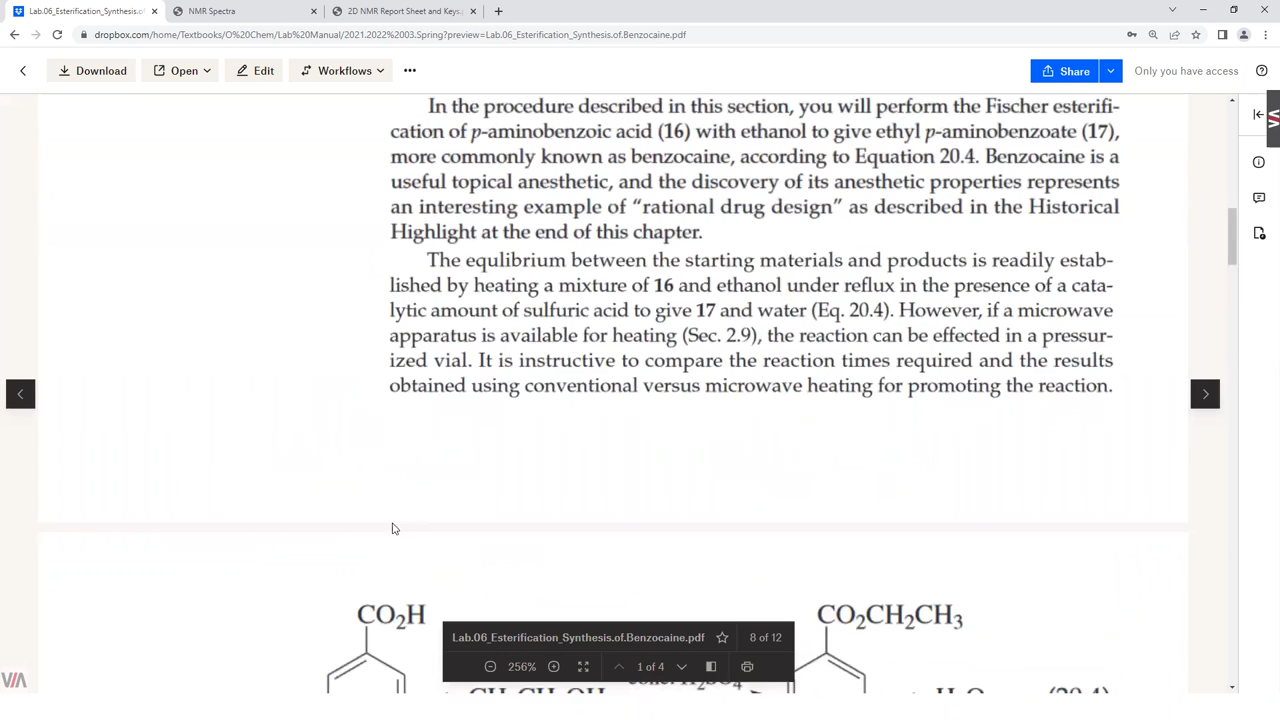 Lab.06_Esterification_Synthesis.of.
NMR Spectra
2D NMR Report Sheet and Keys.
dropbox.com/home/Textbooks/O%20Chem/Lab%20Manual/2021.2022%2003.Spring?preview=Lab.06_Esterification_Synthesis.of.Benzocaine.pdf
Download
Open
Edit
Workflows
Share
Only you have access
In the procedure described in this section, you will perform the Fischer esterifi-
cation of p-aminobenzoic acid (16) with ethanol to give ethyl p-aminobenzoate (17),
more commonly known as benzocaine, according to Equation 20.4. Benzocaine is a
useful topical anesthetic, and the discovery of its anesthetic properties represents
an interesting example of “rational drug design” as described in the Historical
Highlight at the end of this chapter.
The equlibrium between the starting materials and products is readily estab-
lished by heating a mixture of 16 and ethanol under reflux in the presence of a cata-
lytic amount of sulfuric acid to give 17 and water (Eq. 20.4). However, if a microwave
apparatus is available for heating (Sec. 2.9), the reaction can be effected in a pressur-
ized vial. It is instructive to compare the reaction times required and the results
obtained using conventional versus microwave heating for promoting the reaction.
CO₂H
CO₂CH₂CH₃
Lab.06_Esterification_Synthesis.of.Benzocaine.pdf
8 of 12
256%
1 of 4
VIA